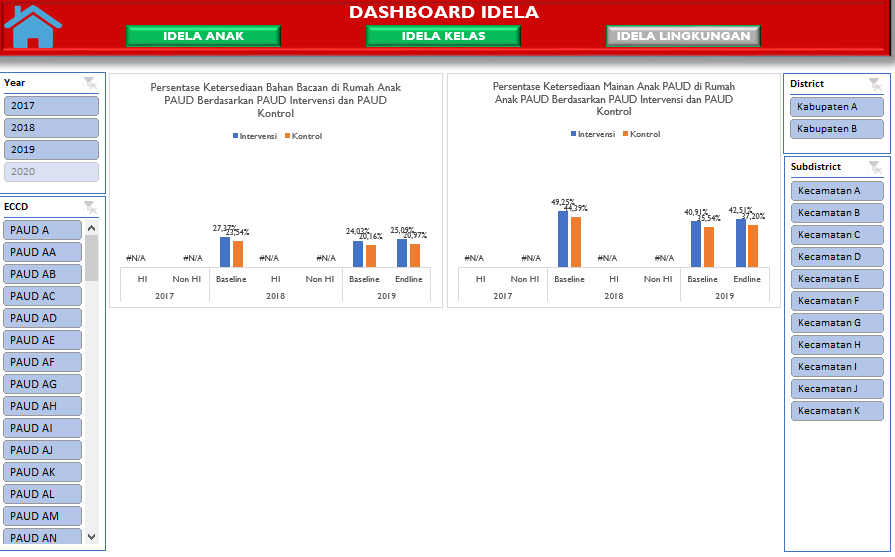 DASHBOARD IDELA
IDELA ANAK
IDELA KELAS
IDELA LINGKUNGAN
Year
2017
2018
2019
2020
ECCD
PAUD A
PAUD AA
PAUD AB
PAUD AC
PAUD AD
PAUD AE
PAUD AF
PAUD AG
PAUD AH
PAUD AI
PAUD AJ
PAUD AK
PAUD AL
PAUD AM
PAUD AN
Persentase Ketersediaan Bahan Bacaan di Rumah Anak
PAUD Berdasarkan PAUD Intervensi dan PAUD
Kontrol
Intervensi Kontrol
27,37% 23,54% 24,03% 20,16% 25,09% 20,97%
#N/A #N/A #N/A #N/A
HI Non HI Baseline HI Non HI Baseline Endline
2017 2018 2019
Persentase Ketersediaan Mainan Anak PAUD di Rumah
Anak PAUD Berdasarkan PAUD Intervensi dan PAUD
Kontrol
Intervensi Kontrol
49,25% 44,39% 40,91% 35,54% 42,51% 37,20%
#N/A #N/A #N/A #N/A
HI Non HI Baseline HI Non HI Baseline Endline
2017 2018 2019
District
Kabupaten A
Kabupaten B
Subdistrict
Kecamatan A
Kecamatan B
Kecamatan C
Kecamatan D
Kecamatan E
Kecamatan F
Kecamatan G
Kecamatan H
Kecamatan I
Kecamatan J
Kecamatan K